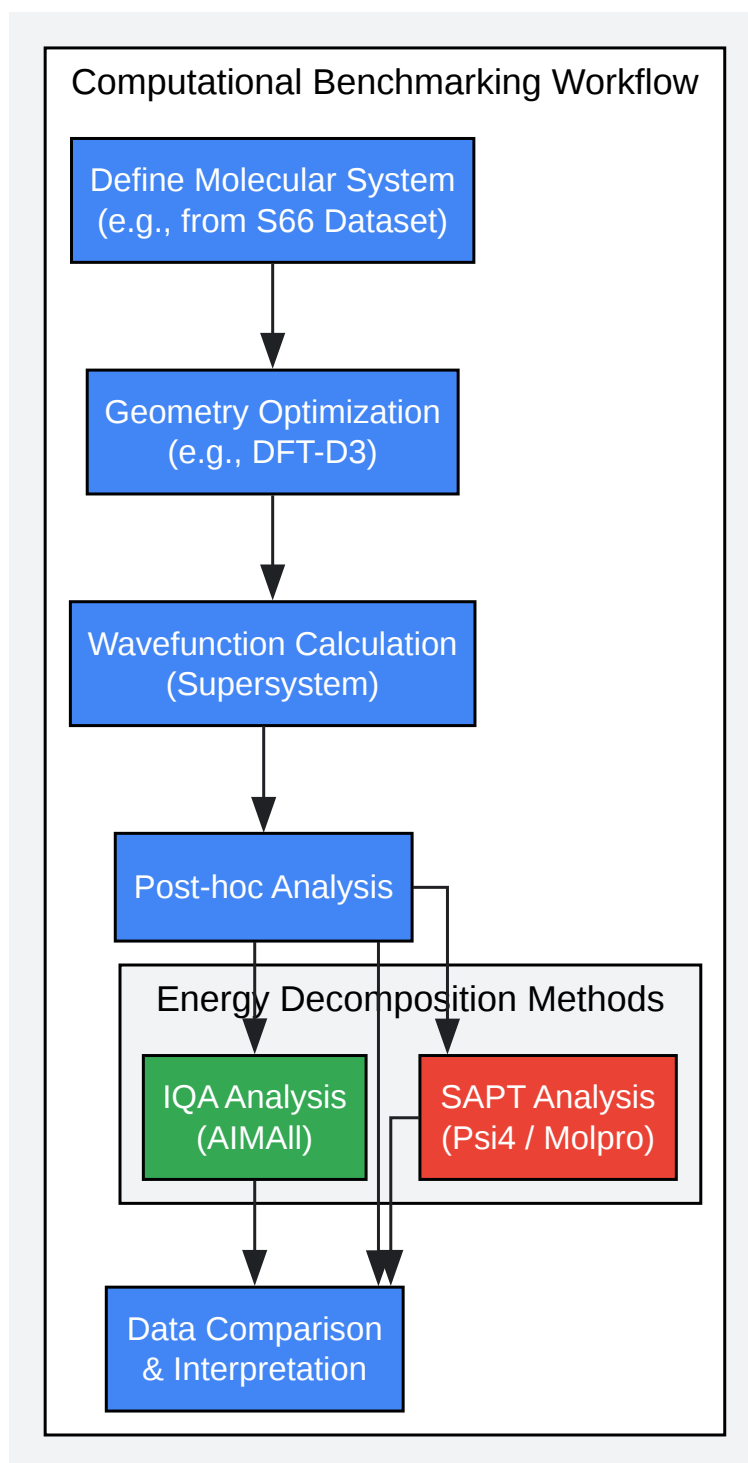 Computational Benchmarking Workflow
Define Molecular System
(e.g., from S66 Dataset)
Geometry Optimization
(e.g., DFT-D3)
Wavefunction Calculation
(Supersystem)
Post-hoc Analysis
Energy Decomposition Methods
IQA Analysis
(AIMAll)
SAPT Analysis
(Psi4 / Molpro)
Data Comparison
& Interpretation